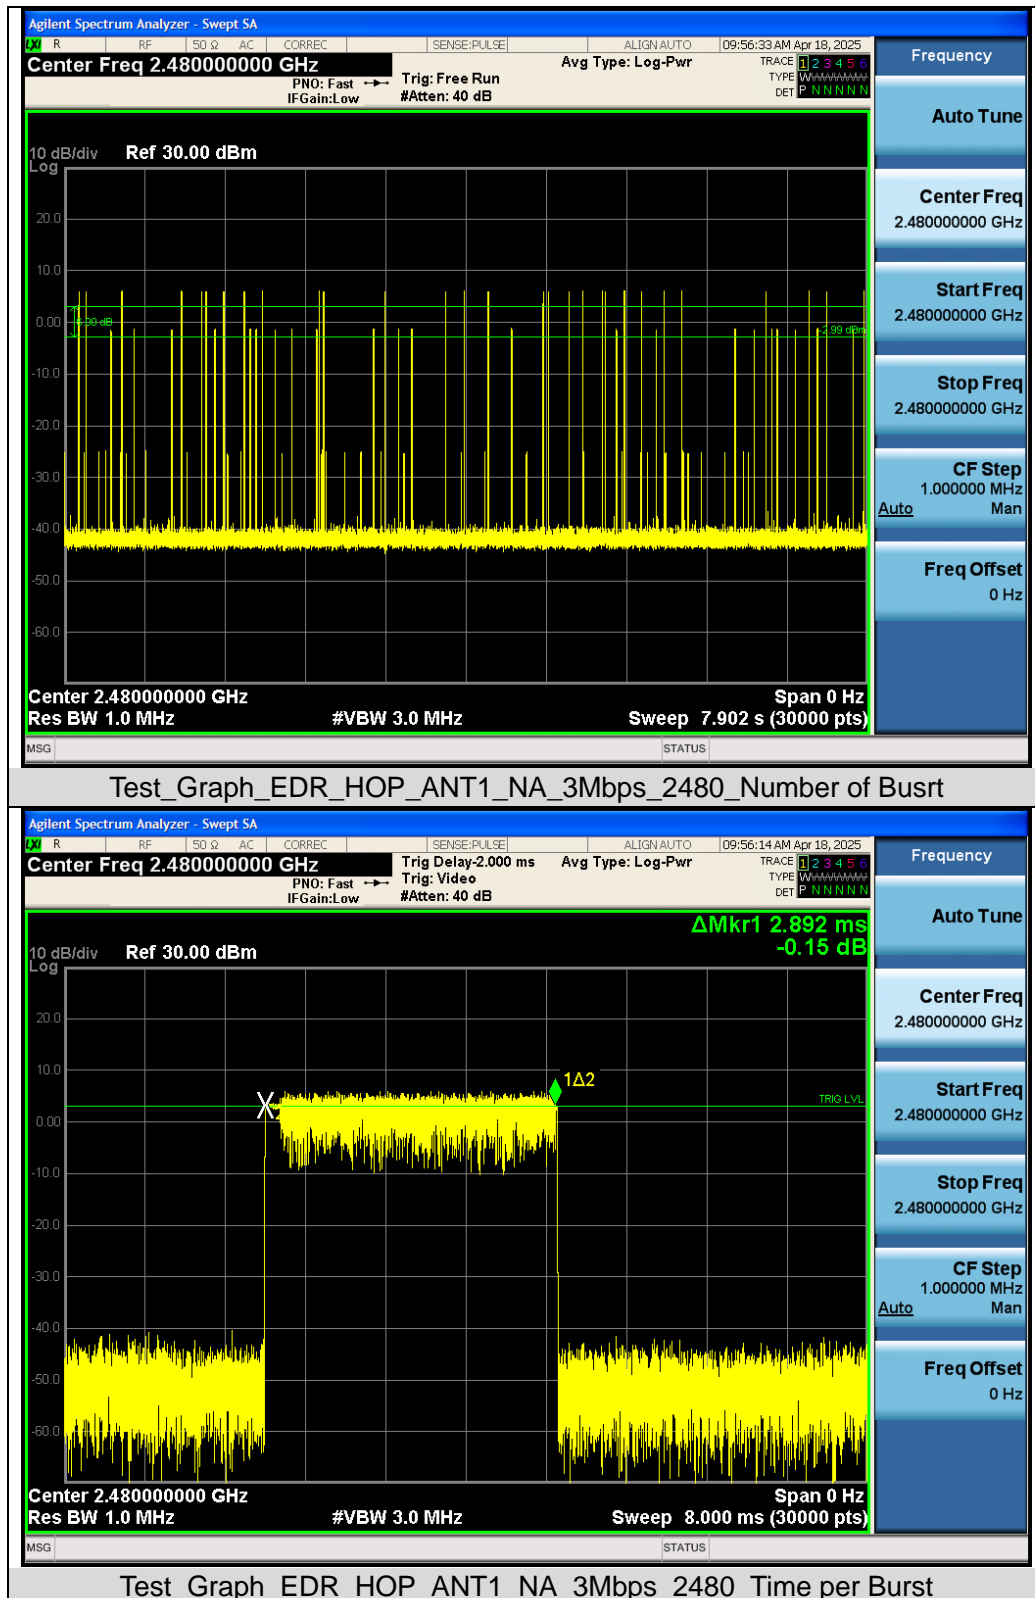 Agilent Spectrum Analyzer - Swept SA
LXI R RF 50 Ω AC CORREC SENSE:PULSE ALIGN AUTO 09:56:33 AM Apr 18, 2025
Center Freq 2.480000000 GHz
PNO: Fast
IFGain:Low
Trig: Free Run
#Atten: 40 dB
Avg Type: Log-Pwr
TRACE 1 2 3 4 5 6
TYPE WWWWWW
DET P N N N N N
10 dB/div Ref 30.00 dBm
Log
20.0
10.0
0.00
-10.0
-20.0
-30.0
-40.0
-50.0
-60.0
-2.99 dBm
Center 2.480000000 GHz Span 0 Hz
Res BW 1.0 MHz #VBW 3.0 MHz Sweep 7.902 s (30000 pts)
MSG STATUS
Frequency
Auto Tune
Center Freq
2.480000000 GHz
Start Freq
2.480000000 GHz
Stop Freq
2.480000000 GHz
CF Step
1.000000 MHz
Auto Man
Freq Offset
0 Hz
Test_Graph_EDR_HOP_ANT1_NA_3Mbps_2480_Number of Busrt
Agilent Spectrum Analyzer - Swept SA
LXI R RF 50 Ω AC CORREC SENSE:PULSE ALIGN AUTO 09:56:14 AM Apr 18, 2025
Center Freq 2.480000000 GHz
PNO: Fast
IFGain:Low
Trig Delay-2.000 ms
Trig: Video
#Atten: 40 dB
Avg Type: Log-Pwr
TRACE 1 2 3 4 5 6
TYPE WWWWWW
DET P N N N N N
ΔMkr1 2.892 ms
-0.15 dB
10 dB/div Ref 30.00 dBm
Log
20.0
10.0
0.00
-10.0
-20.0
-30.0
-40.0
-50.0
-60.0
1Δ2
TRIG LVL
Center 2.480000000 GHz Span 0 Hz
Res BW 1.0 MHz #VBW 3.0 MHz Sweep 8.000 ms (30000 pts)
MSG STATUS
Frequency
Auto Tune
Center Freq
2.480000000 GHz
Start Freq
2.480000000 GHz
Stop Freq
2.480000000 GHz
CF Step
1.000000 MHz
Auto Man
Freq Offset
0 Hz
Test_Graph_EDR_HOP_ANT1_NA_3Mbps_2480_Time per Burst